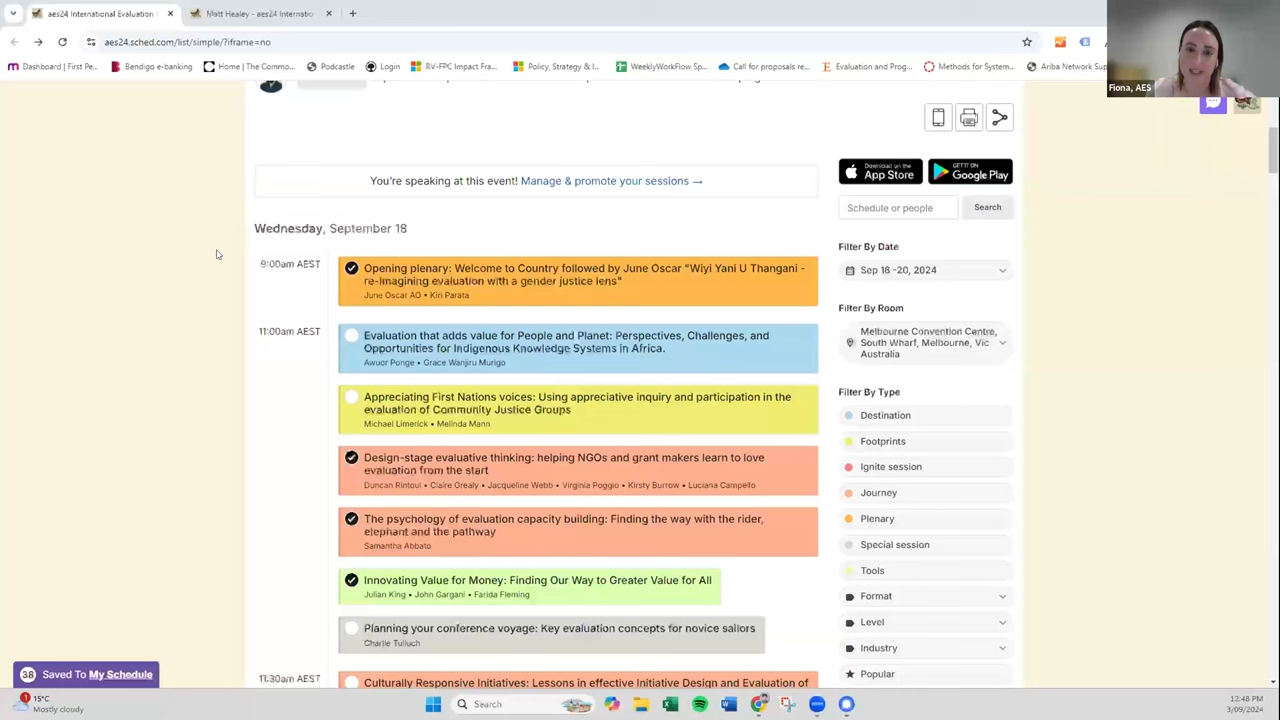 aes24 International Evaluation
Matt Healey - aes24 Internatio
aes24.sched.com/list/simple/?iframe=no
Dashboard | First Pe...
Bendigo e-banking
Home | The Commo...
Podcastle
Login
RV-FPC Impact Fra...
Policy, Strategy & I...
WeeklyWorkFlow Sp...
Call for proposals re...
Evaluation and Prog...
Methods for System...
Ariba Network Sup
Fiona, AES
Download on the
App Store
GET IT ON
Google Play
You're speaking at this event! Manage & promote your sessions →
Schedule or people
Search
Wednesday, September 18
9:00am AEST
Opening plenary: Welcome to Country followed by June Oscar "Wiyi Yani U Thangani -
re-imagining evaluation with a gender justice lens"
June Oscar AO • Kiri Parata
11:00am AEST
Evaluation that adds value for People and Planet: Perspectives, Challenges, and
Opportunities for Indigenous Knowledge Systems in Africa.
Awuor Ponge • Grace Wanjiru Murigo
Appreciating First Nations voices: Using appreciative inquiry and participation in the
evaluation of Community Justice Groups
Michael Limerick • Melinda Mann
Design-stage evaluative thinking: helping NGOs and grant makers learn to love
evaluation from the start
Duncan Rintoul • Claire Grealy • Jacqueline Webb • Virginia Poggio • Kirsty Burrow • Luciana Campello
The psychology of evaluation capacity building: Finding the way with the rider,
elephant and the pathway
Samantha Abbato
Innovating Value for Money: Finding Our Way to Greater Value for All
Julian King • John Gargani • Farida Fleming
Planning your conference voyage: Key evaluation concepts for novice sailors
Charlie Tulloch
11:30am AEST
Culturally Responsive Initiatives: Lessons in effective Initiative Design and Evaluation of
Filter By Date
Sep 18 -20, 2024
Filter By Room
Melbourne Convention Centre,
South Wharf, Melbourne, Vic
Australia
Filter By Type
Destination
Footprints
Ignite session
Journey
Plenary
Special session
Tools
Format
Level
Industry
Popular
38 Saved To My Schedule
1
15°C
Mostly cloudy
Search
12:48 PM
3/09/2024